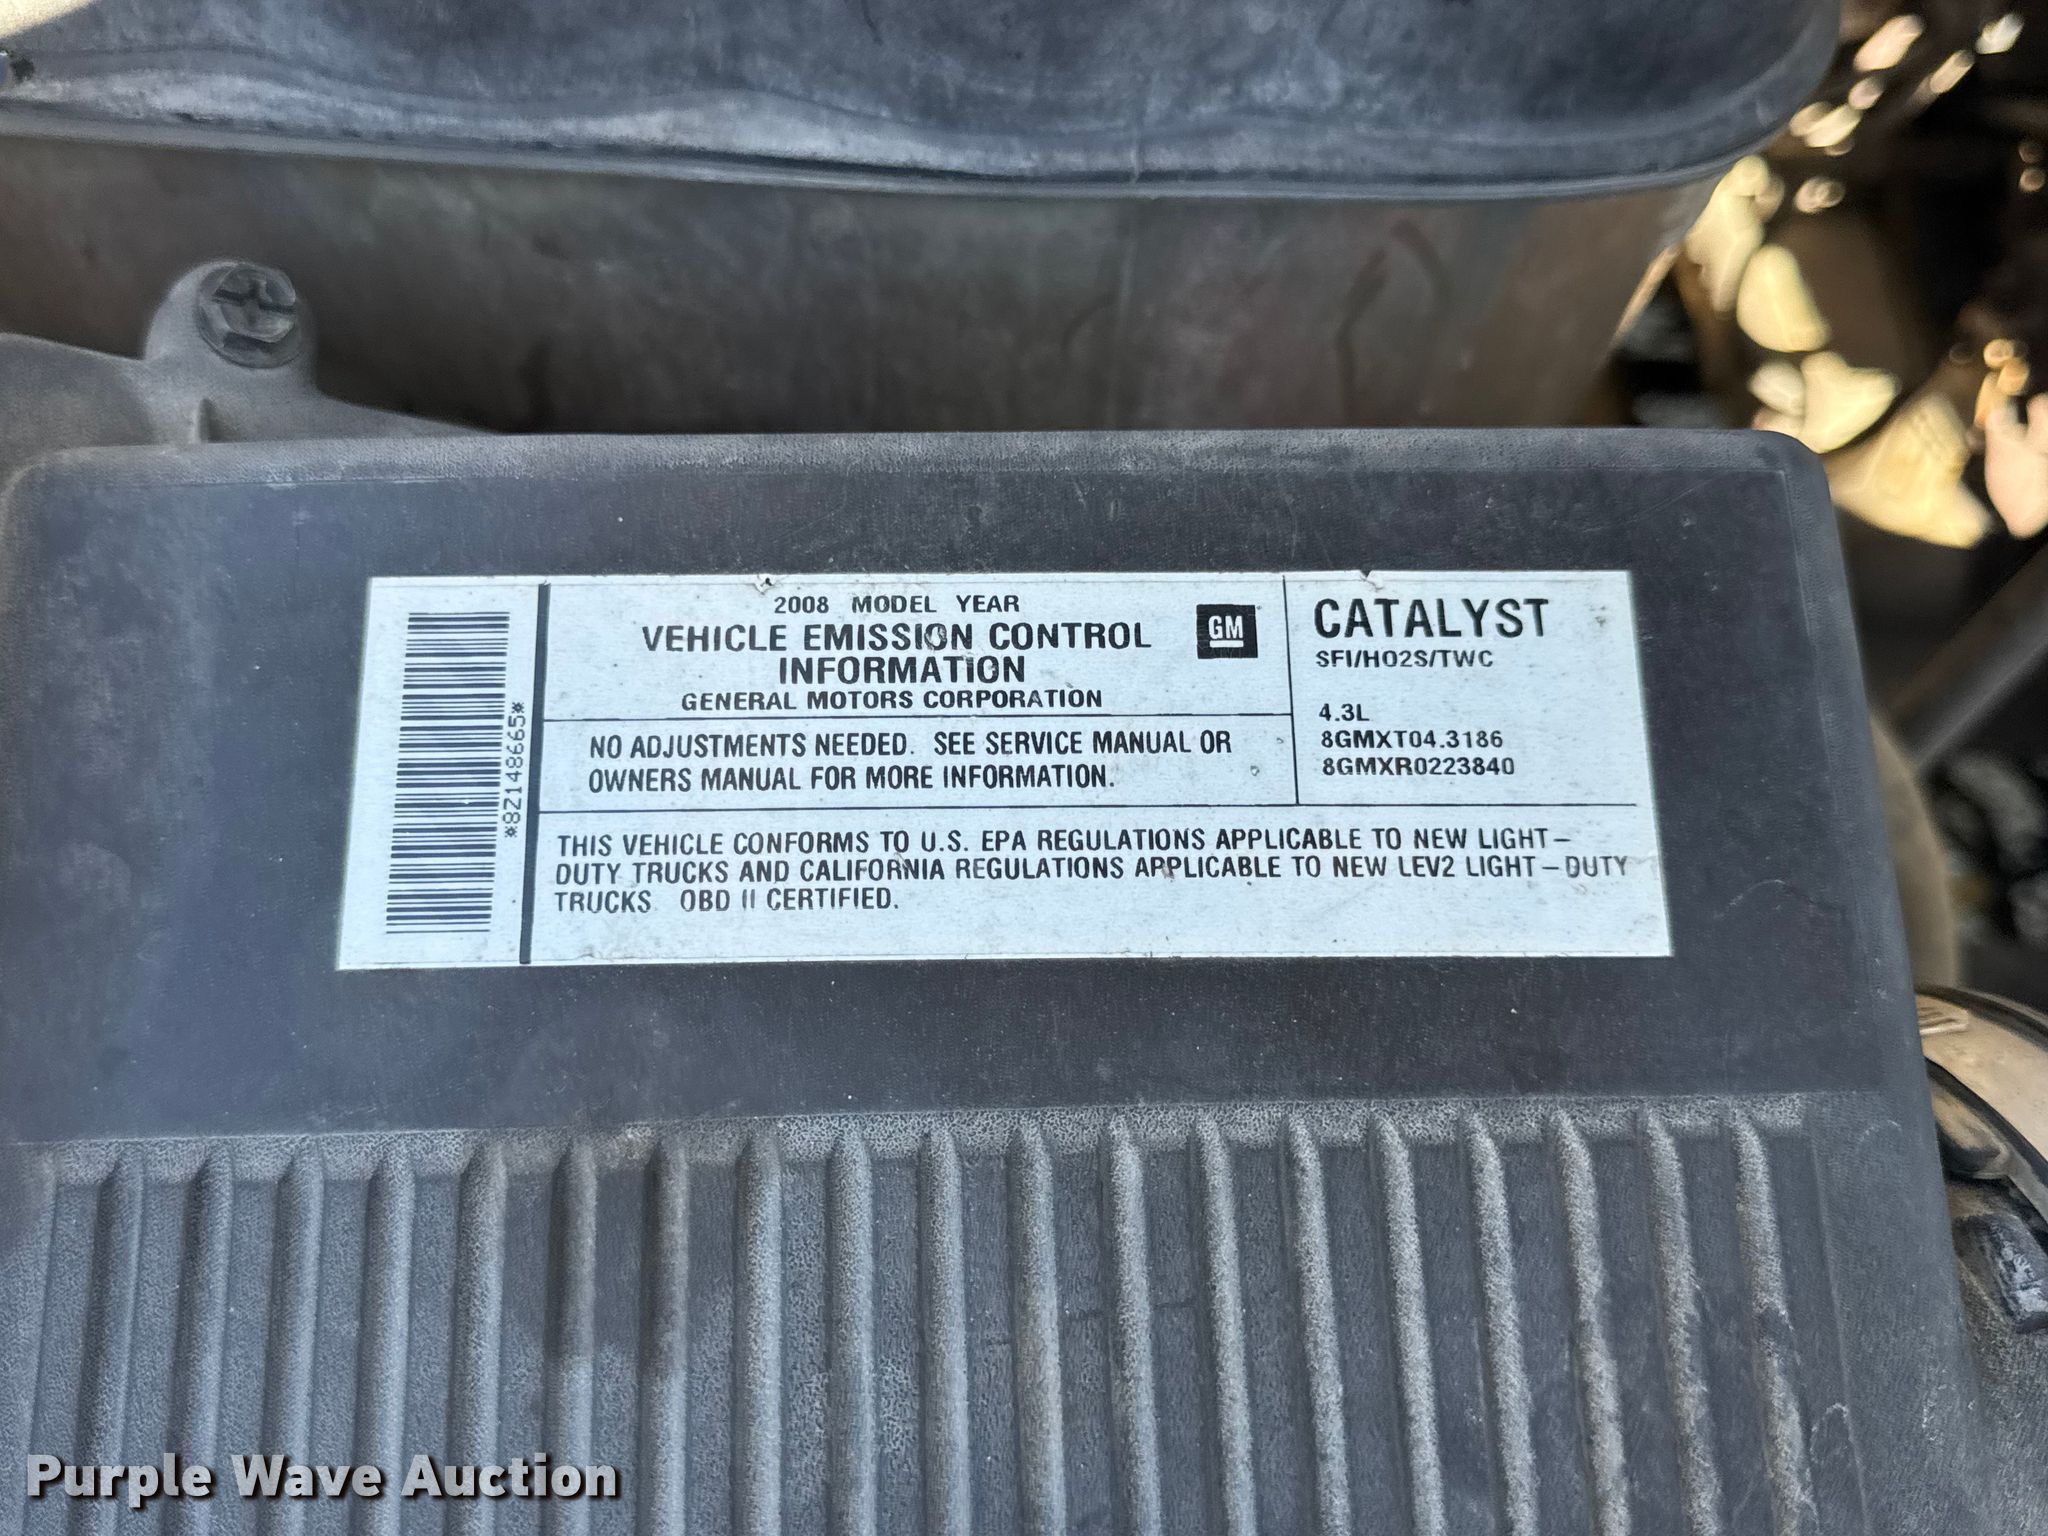 *8Z148665*
2008 MODEL YEAR
VEHICLE EMISSION CONTROL
INFORMATION
GENERAL MOTORS CORPORATION
GM
NO ADJUSTMENTS NEEDED. SEE SERVICE MANUAL OR
OWNERS MANUAL FOR MORE INFORMATION.
CATALYST
SFI/HO2S/TWC
4.3L
8GMXT04.3186
8GMXR0223840
THIS VEHICLE CONFORMS TO U.S. EPA REGULATIONS APPLICABLE TO NEW LIGHT-
DUTY TRUCKS AND CALIFORNIA REGULATIONS APPLICABLE TO NEW LEV2 LIGHT-DUTY
TRUCKS OBD II CERTIFIED.
Purple Wave Auction